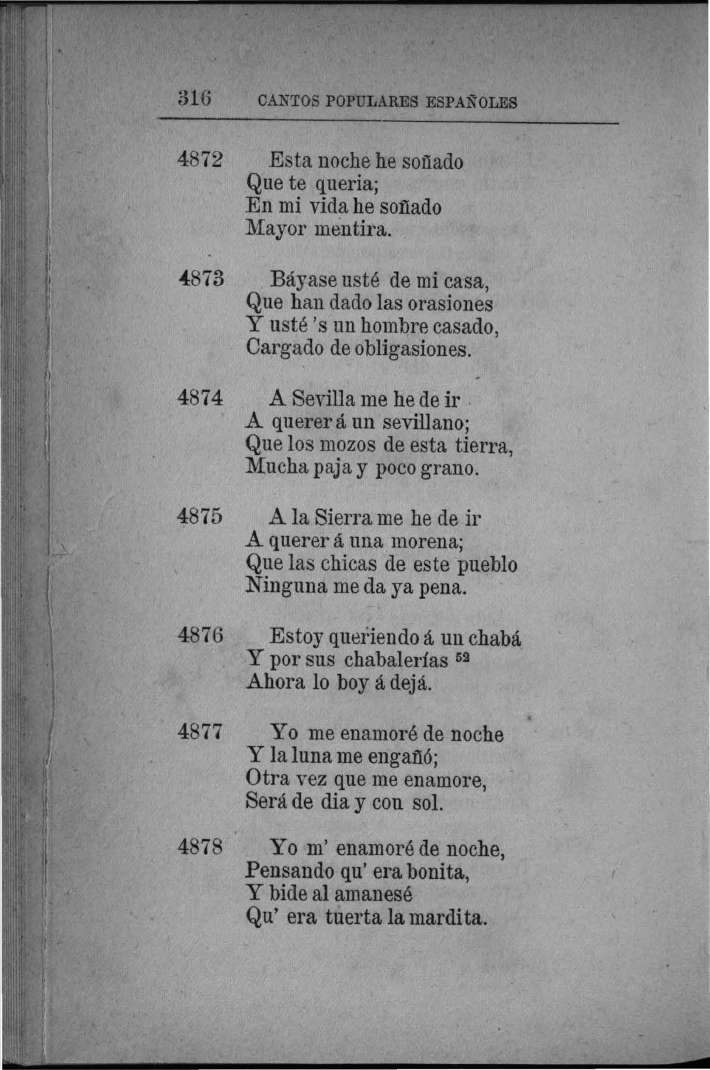 316 CANTOS POPULARES ESPAÑOLES
4872 Esta noche he soñado
Que te queria;
En mi vida he soñado
Mayor mentira.
4873 Báyase usté de mi casa,
Que han dado las orasiones
Y usté 's un hombre casado,
Cargado de obligasiones.
4874 A Sevilla me he de ir
A querer á un sevillano;
Que los mozos de esta tierra,
Mucha paja y poco grano.
4875 A la Sierra me he de ir
A querer á una morena;
Que las chicas de este pueblo
Ninguna me da ya pena.
4876 Estoy queriendo á un chabá
Y por sus chabalerías ⁵²
Ahora lo boy á dejá.
4877 Yo me enamoré de noche
Y la luna me engañó;
Otra vez que me enamore,
Será de dia y con sol.
4878 Yo m' enamoré de noche,
Pensando qu' era bonita,
Y bide al amanesé
Qu' era tuerta la mardita.